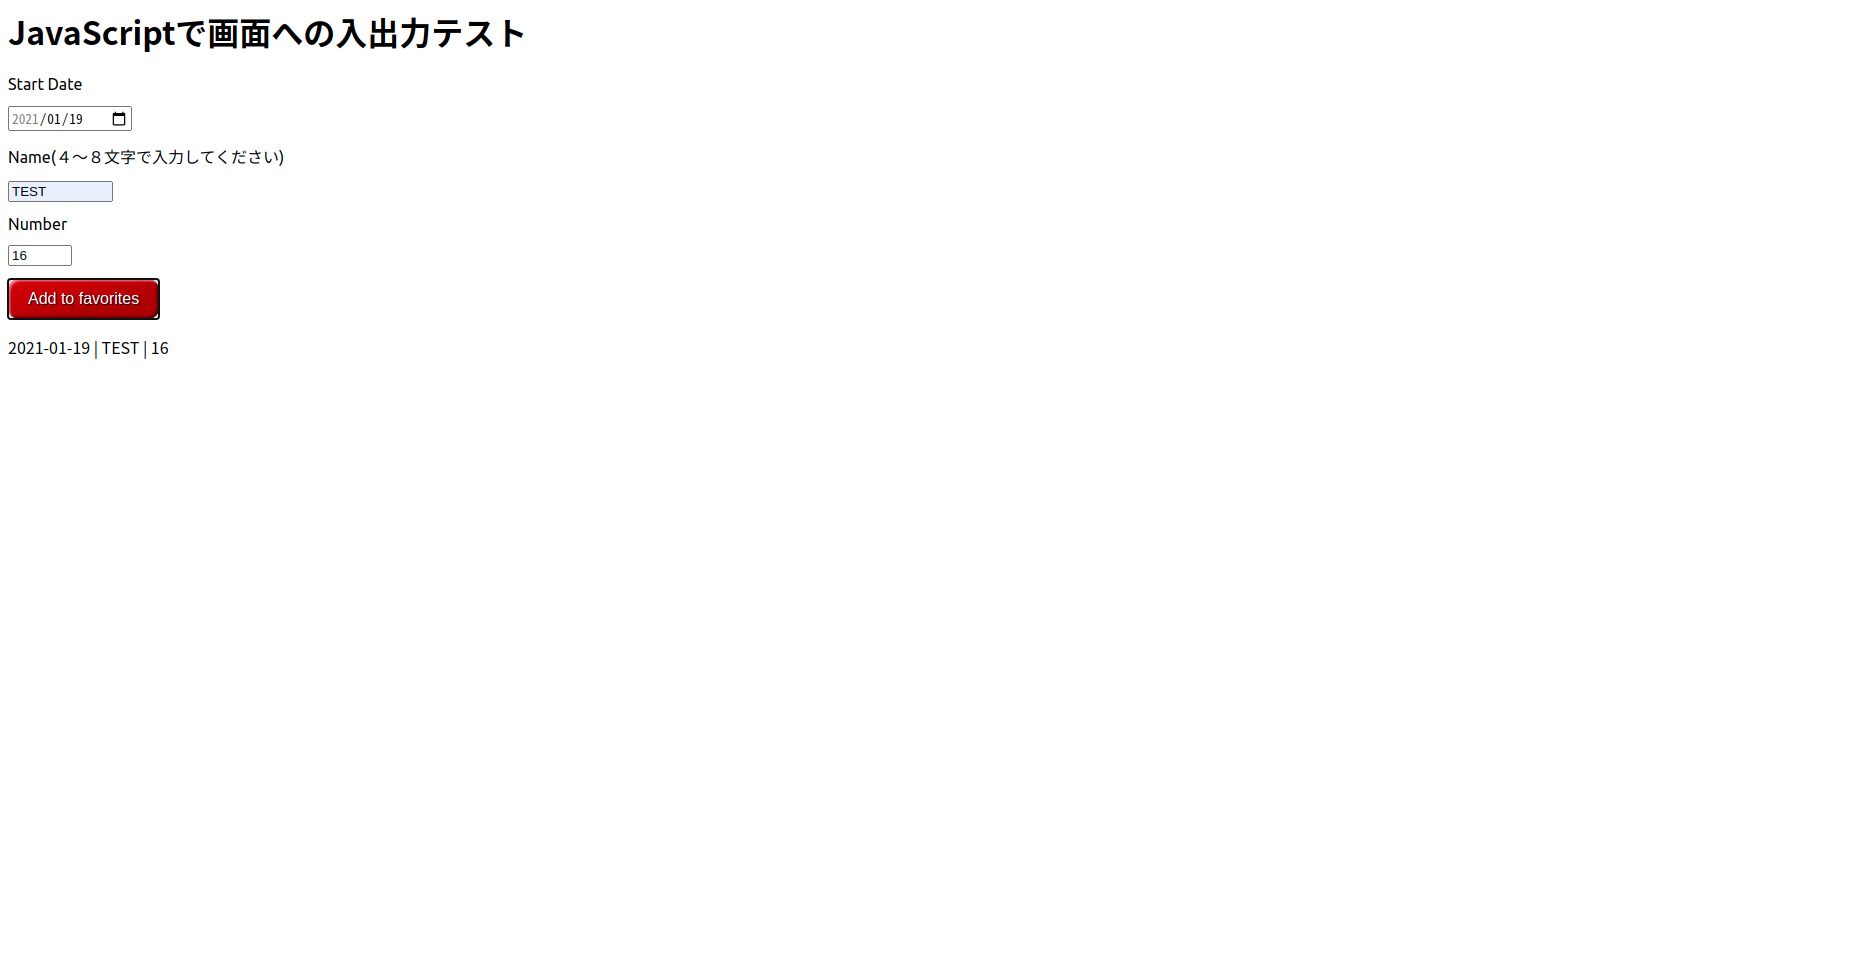 JavaScriptで画面への入出力テスト
Start Date
2021/01/19
Name(４〜８文字で入力してください)
TEST
Number
16
Add to favorites
2021-01-19 | TEST | 16